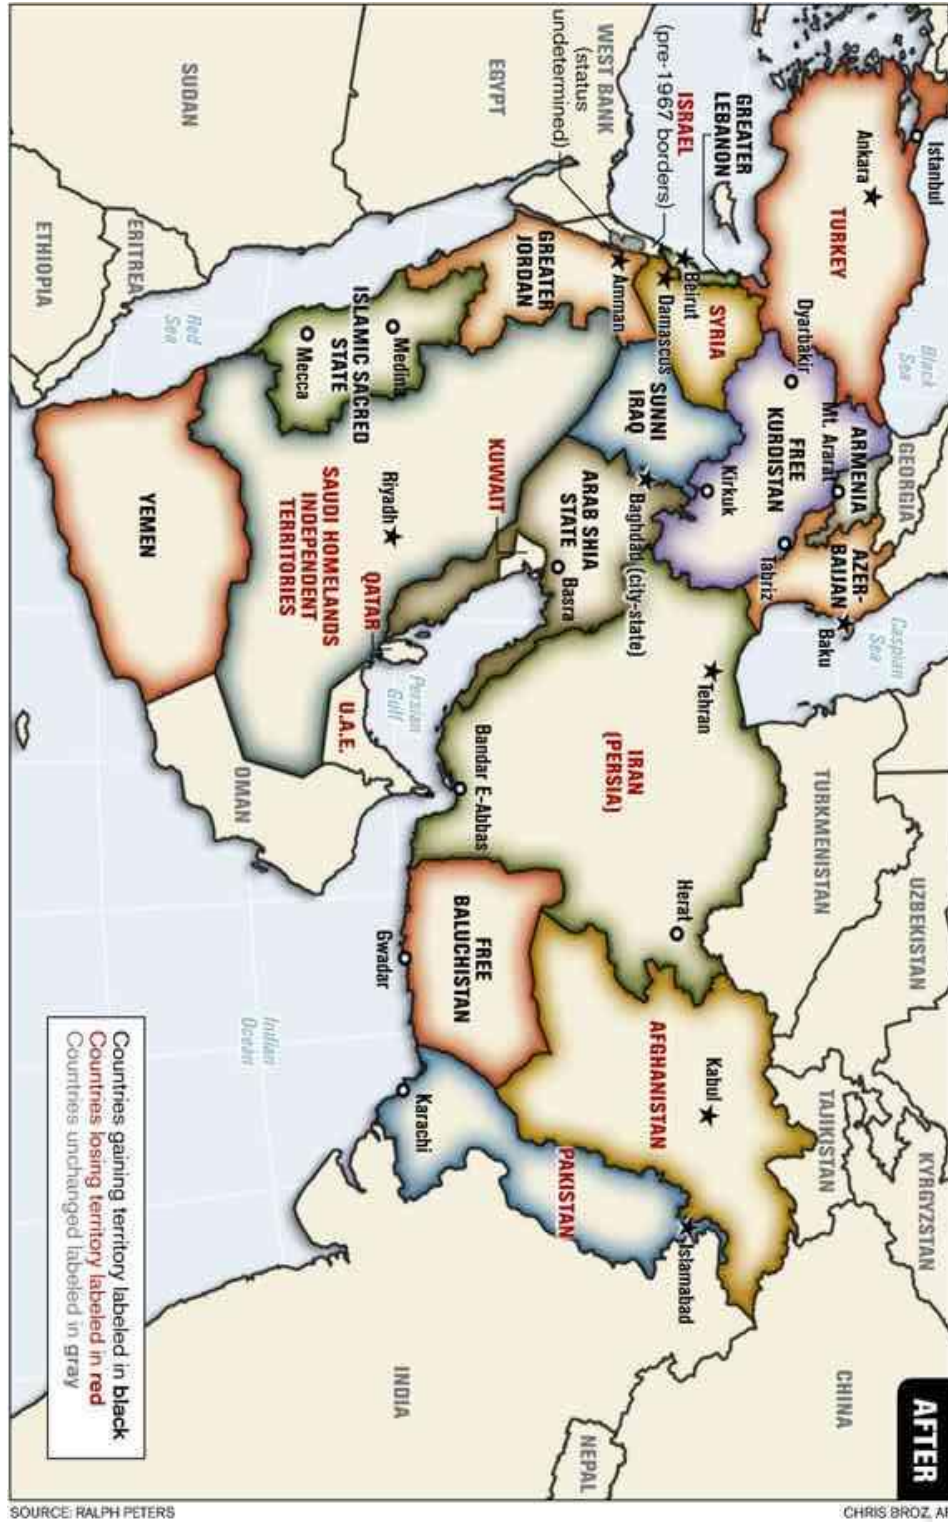 AFTER
Istanbul
Black
Sea
GEORGIA
Caspian
Sea
UZBEKISTAN
KYRGYZSTAN
Ankara
TURKEY
ARMENIA
Mt. Ararat
AZER-
BAIJAN
Baku
TURKMENISTAN
TAJIKISTAN
CHINA
Dyarbakir
FREE
KURDISTAN
Tabriz
Kirkuk
Tehran
Herat
Kabul
GREATER
LEBANON
SYRIA
ISRAEL
(pre-1967 borders)
Beirut
Damascus
SUNNI
IRAQ
Baghdad (city-state)
IRAN
(PERSIA)
AFGHANISTAN
Islamabad
WEST BANK
(status
undetermined)
Amman
ARAB SHIA
STATE
Basra
PAKISTAN
NEPAL
GREATER
JORDAN
KUWAIT
Bandar E-Abbas
FREE
BALUCHISTAN
EGYPT
Persian
Gulf
Gwadar
Karachi
INDIA
Medina
ISLAMIC SACRED
STATE
Mecca
Riyadh
QATAR
U.A.E.
SAUDI HOMELANDS
INDEPENDENT
TERRITORIES
OMAN
SUDAN
Red
Sea
YEMEN
Indian
Ocean
ERITREA
ETHIOPIA
Countries gaining territory labeled in black
Countries losing territory labeled in red
Countries unchanged labeled in gray
SOURCE: RALPH PETERS
CHRIS BROZ,